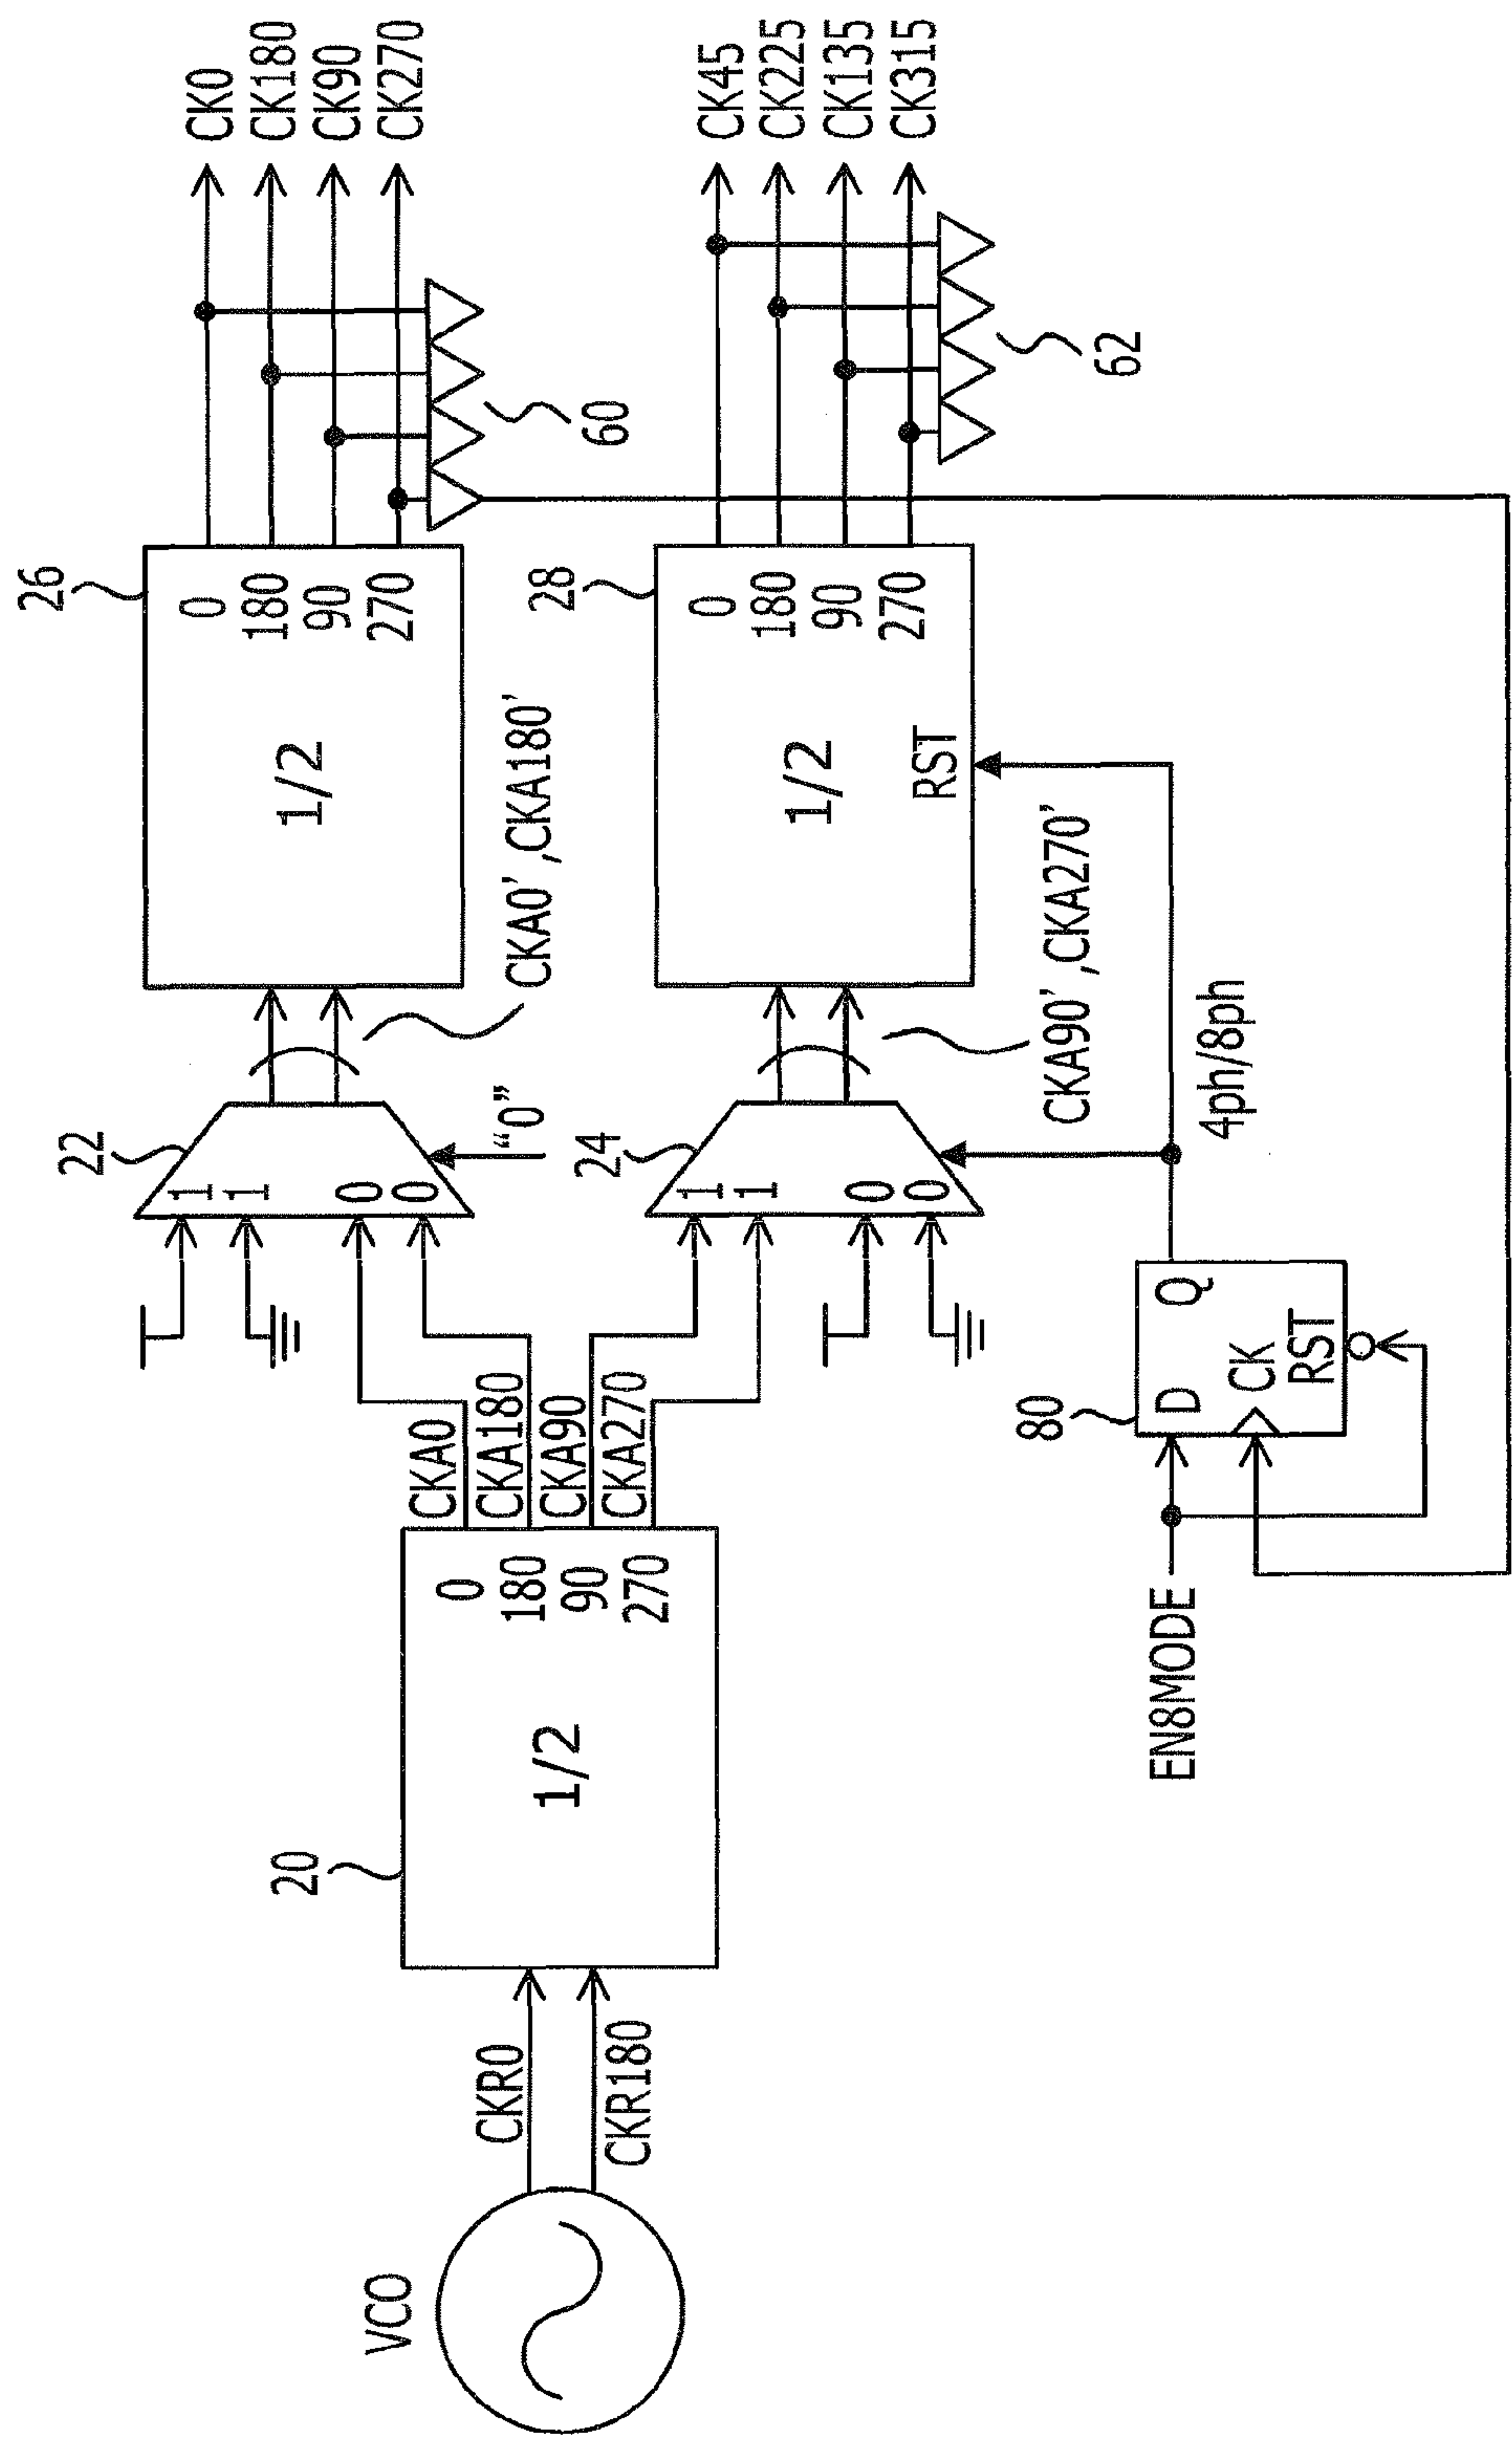 VCO
CKR0
CKR180
20
1/2
0
180
90
270
CKA0
CKA180
CKA90
CKA270
22
1
1
0
0
"0"
CKA0',CKA180'
26
1/2
0
180
90
270
CK0
CK180
CK90
CK270
60
24
1
1
0
0
CKA90',CKA270'
28
1/2
RST
0
180
90
270
CK45
CK225
CK135
CK315
62
EN8MODE
80
D
Q
CK
RST
4ph/8ph